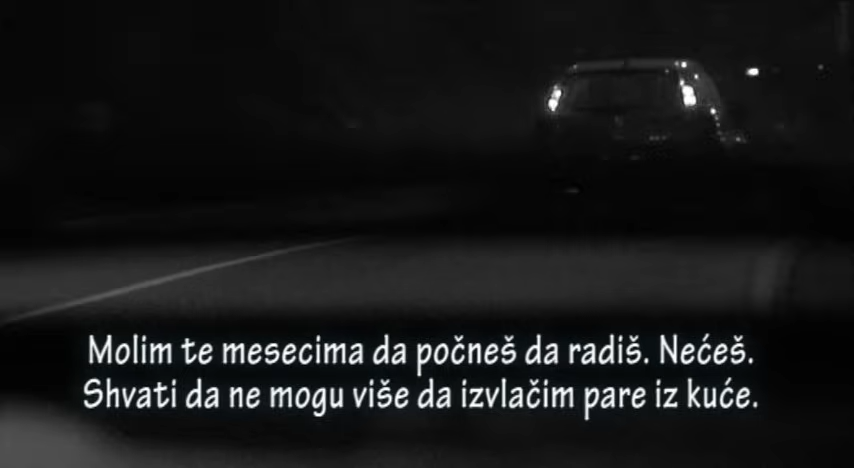 Molim te mesecima da počneš da radiš. Nećeš.
Shvati da ne mogu više da izvlačim pare iz kuće.